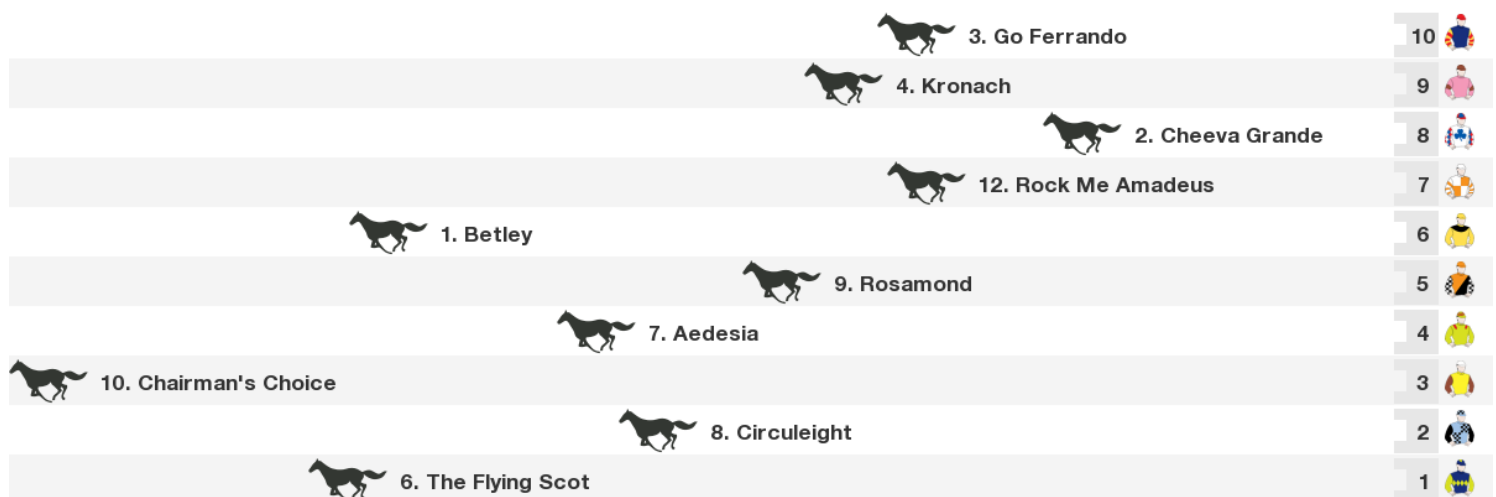 3. Go Ferrando 10
4. Kronach 9
2. Cheeva Grande 8
12. Rock Me Amadeus 7
1. Betley 6
9. Rosamond 5
7. Aedesia 4
10. Chairman's Choice 3
8. Circuleight 2
6. The Flying Scot 1